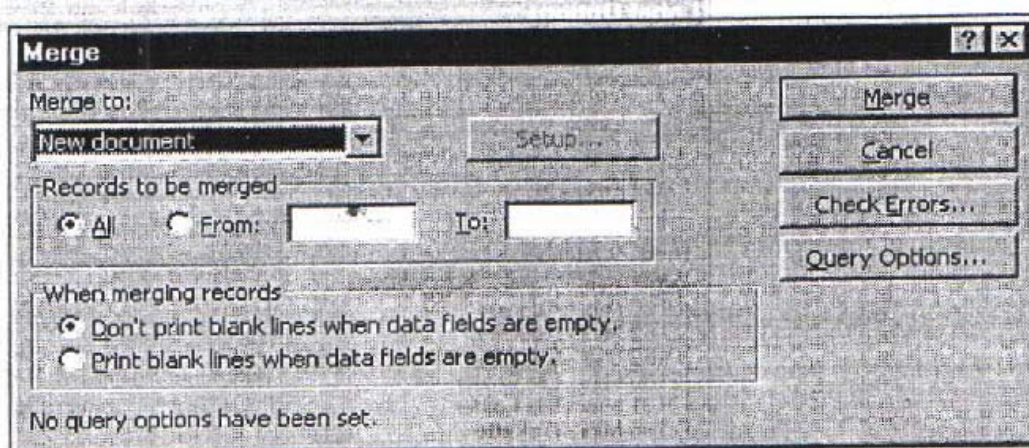 Merge
Merge to:
New document
Setup...
Records to be merged
All
From:
To:
When merging records
Don't print blank lines when data fields are empty.
Print blank lines when data fields are empty.
No query options have been set.
Merge
Cancel
Check Errors...
Query Options...